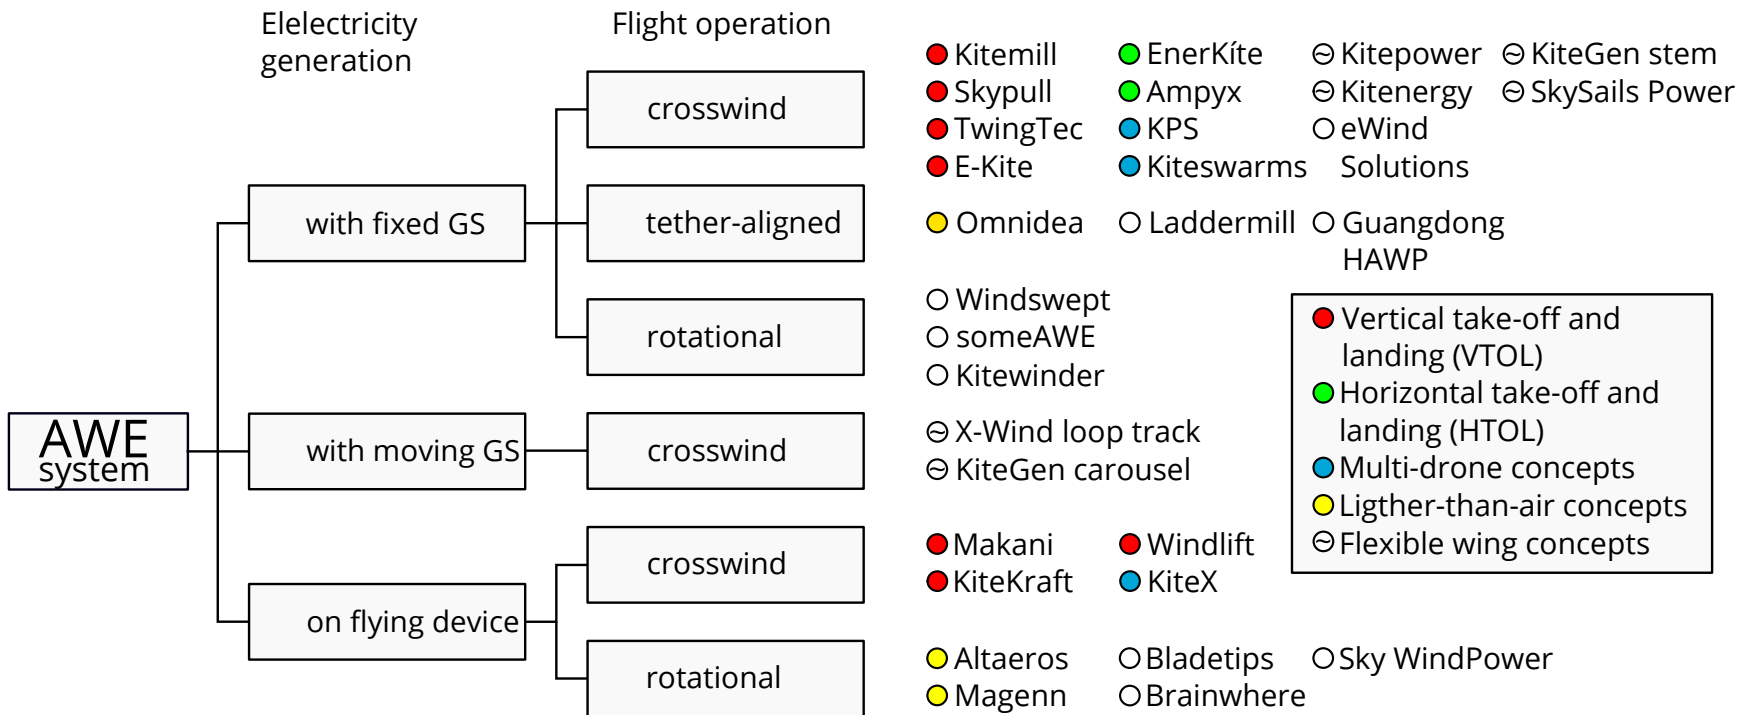 Elelectricity
generation
Flight operation
AWE
system
with fixed GS
with moving GS
on flying device
crosswind
tether-aligned
rotational
crosswind
crosswind
rotational
Kitemill EnerKíte Kitepower KiteGen stem
Skypull Ampyx Kitenergy SkySails Power
TwingTec KPS eWind
E-Kite Kiteswarms Solutions
Omnidea Laddermill Guangdong
HAWP
Windswept
someAWE
Kitewinder
X-Wind loop track
KiteGen carousel
Makani Windlift
KiteKraft KiteX
Altaeros Bladetips Sky WindPower
Magenn Brainwhere
Vertical take-off and
landing (VTOL)
Horizontal take-off and
landing (HTOL)
Multi-drone concepts
Ligther-than-air concepts
Flexible wing concepts